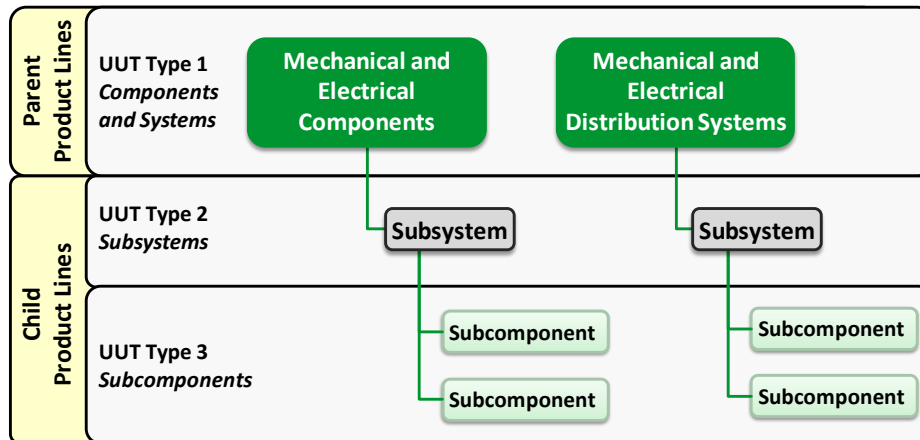 Parent
Product Lines
UUT Type 1
Components
and Systems
Mechanical and
Electrical
Components
Mechanical and
Electrical
Distribution Systems
Child
Product Lines
UUT Type 2
Subsystems
Subsystem
Subsystem
UUT Type 3
Subcomponents
Subcomponent
Subcomponent
Subcomponent
Subcomponent